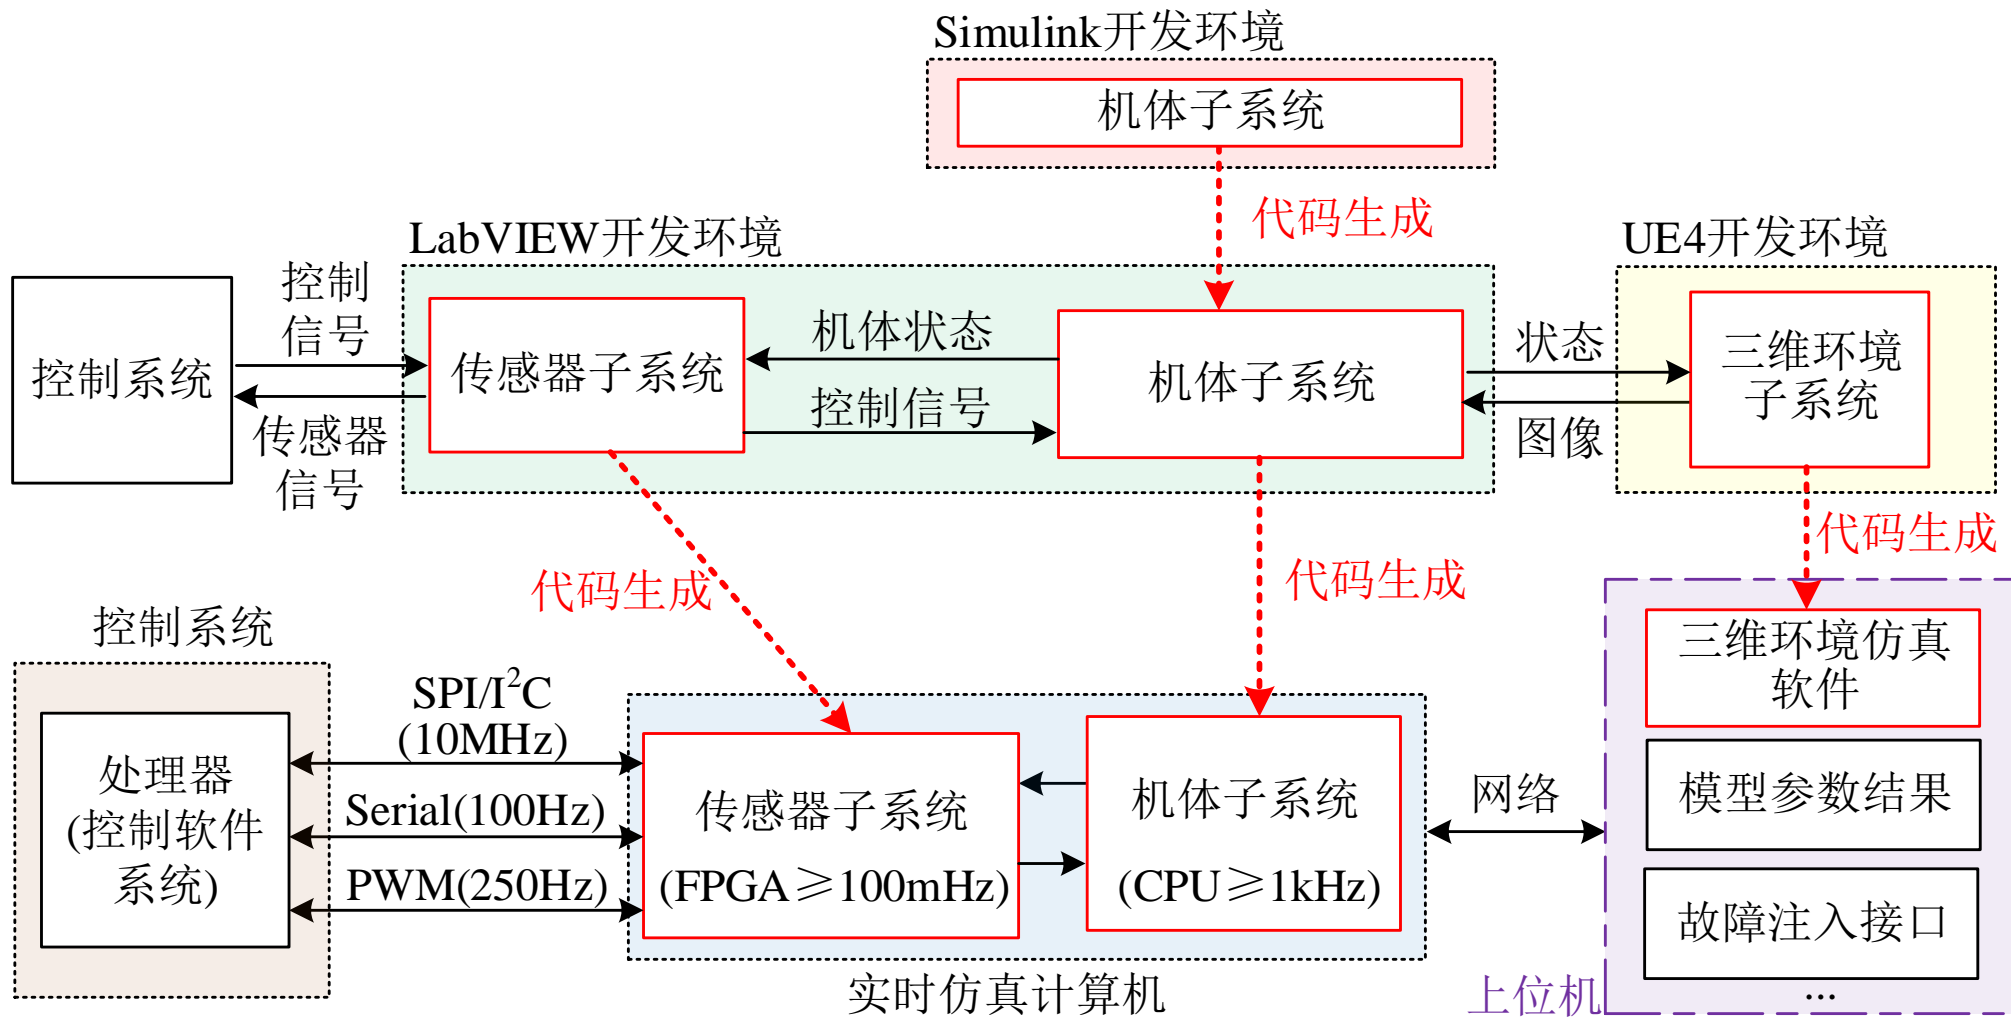 Simulink开发环境
机体子系统
代码生成
LabVIEW开发环境
UE4开发环境
控制系统
控制
信号
传感器
信号
传感器子系统
机体状态
控制信号
机体子系统
状态
图像
三维环境
子系统
代码生成
代码生成
代码生成
控制系统
处理器
(控制软件
系统)
SPI/I²C
(10MHz)
Serial(100Hz)
PWM(250Hz)
传感器子系统
(FPGA≥100mHz)
机体子系统
(CPU≥1kHz)
实时仿真计算机
网络
三维环境仿真
软件
模型参数结果
故障注入接口
...
上位机